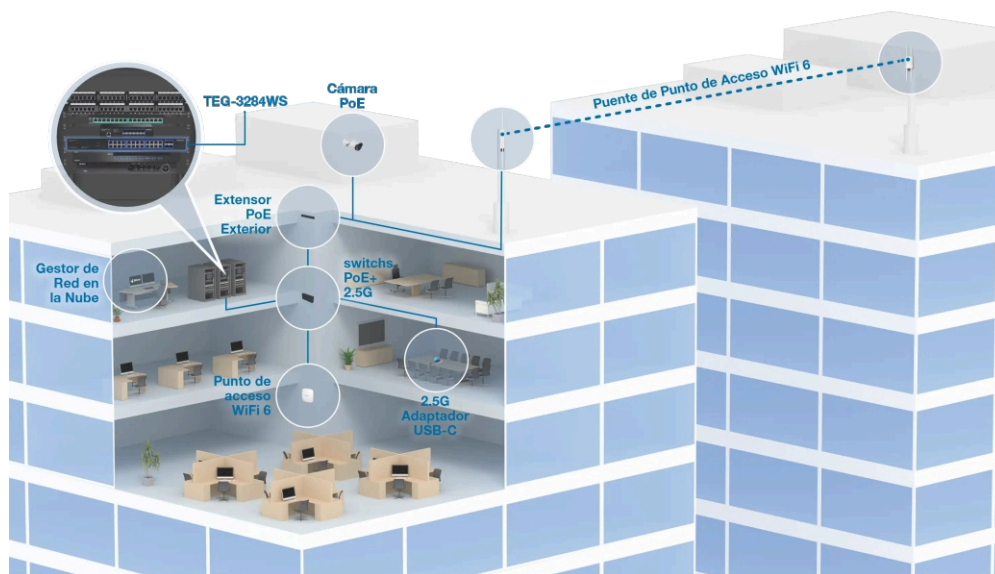 TEG-3284WS
Cámara
PoE
Puente de Punto de Acceso WiFi 6
Extensor
PoE
Exterior
Gestor de
Red en
la Nube
switchs
PoE+
2.5G
Punto de
acceso
WiFi 6
2.5G
Adaptador
USB-C